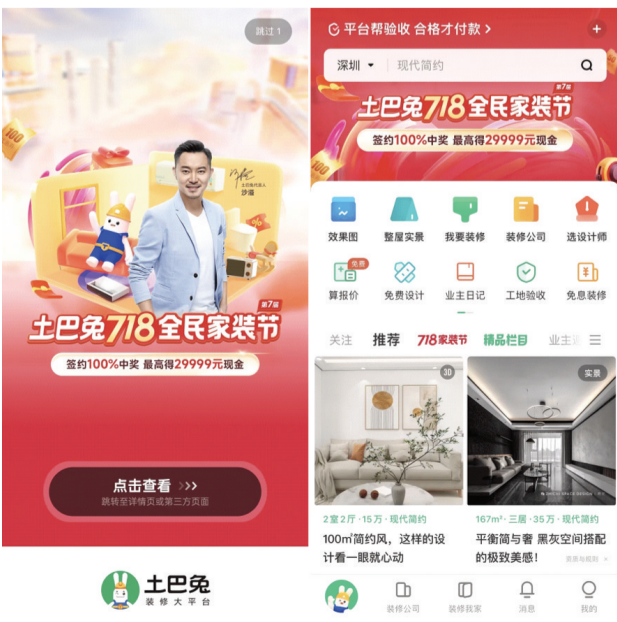 跳过 1
土巴兔代言人
沙溢
第7届
土巴兔718全民家装节
签约100%中奖 最高得29999元现金
点击查看
跳转至详情页或第三方页面
土巴兔
装修大平台
平台帮验收 合格才付款
深圳
现代简约
第7届
土巴兔718全民家装节
签约100%中奖 最高得29999元现金
效果图
整屋实景
我要装修
装修公司
选设计师
免费
算报价
免费设计
业主日记
工地验收
免息装修
关注
推荐
718家装节
精品栏目
业主
3D
2室2厅·15万·现代简约
100㎡简约风，这样的设
计看一眼就心动
实景
167m²·三居·35万·现代简约
平衡简与奢 黑灰空间搭配
的极致美感！
装修公司
装修我家
消息
我的